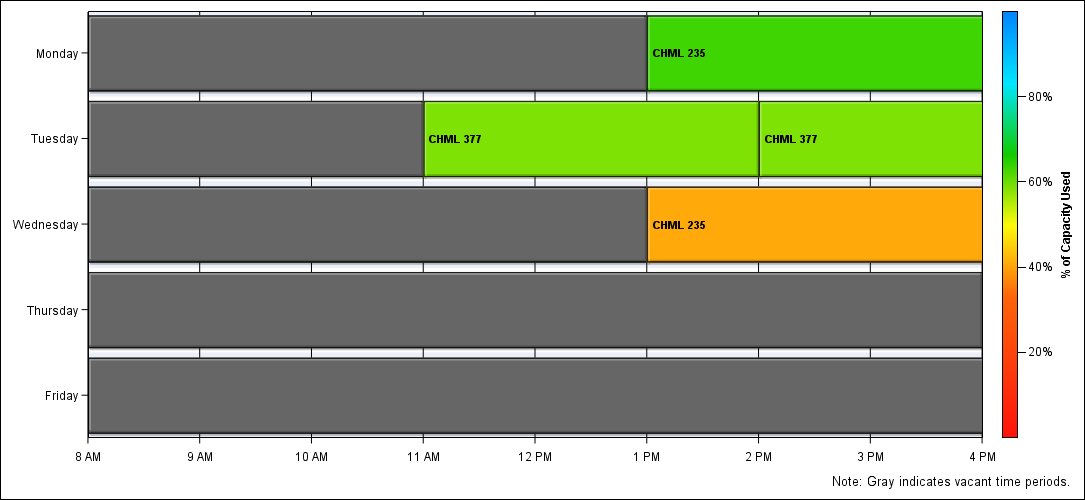 Monday
CHML 235
Tuesday
CHML 377
CHML 377
Wednesday
CHML 235
Thursday
Friday
8 AM
9 AM
10 AM
11 AM
12 PM
1 PM
2 PM
3 PM
4 PM
80%
60%
40%
20%
% of Capacity Used
Note: Gray indicates vacant time periods.